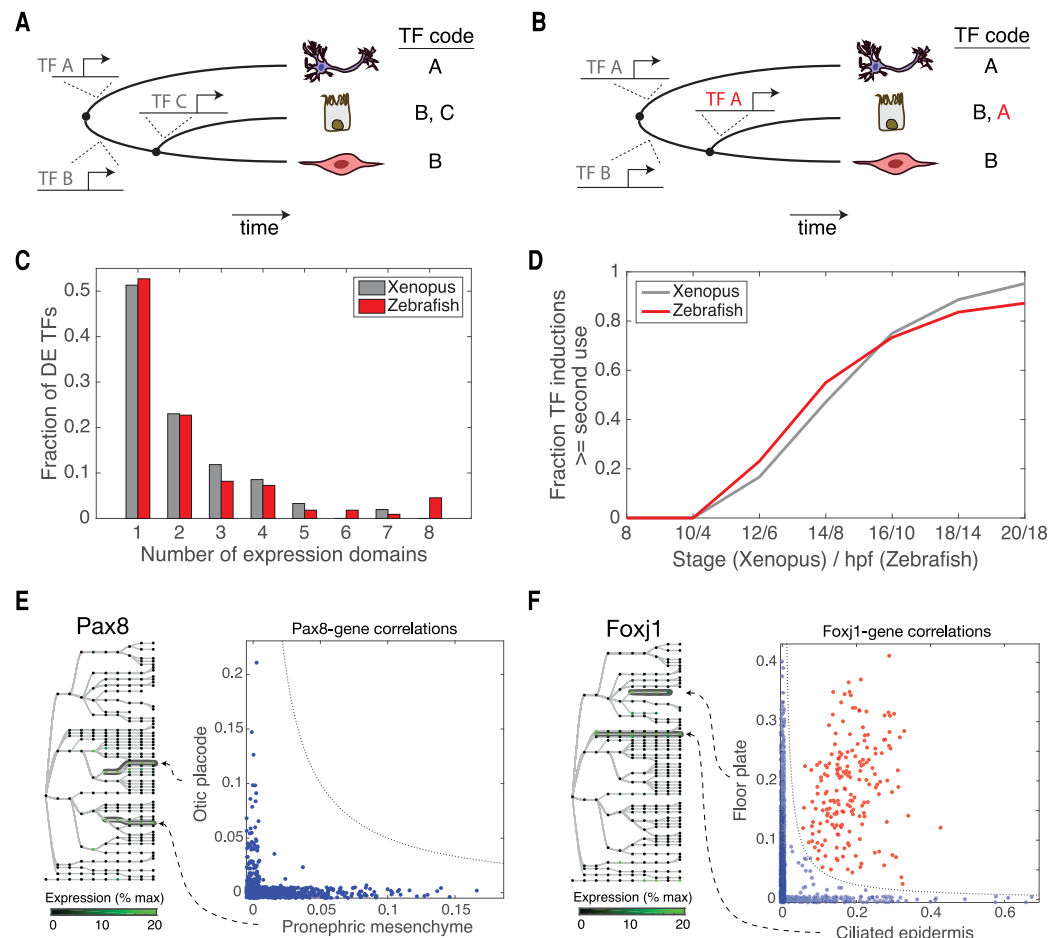 A
TF code
TF A
A
TF C
B, C
TF B
B
time
B
TF code
TF A
A
TF A
B, A
TF B
B
time
C
Fraction of DE TFs
0.5
0.4
0.3
0.2
0.1
0
Xenopus
Zebrafish
1 2 3 4 5 6 7 8
Number of expression domains
D
Fraction TF inductions
>= second use
1
0.8
0.6
0.4
0.2
0
Xenopus
Zebrafish
8 10/4 12/6 14/8 16/10 18/14 20/18
Stage (Xenopus) / hpf (Zebrafish)
E
Pax8
Expression (% max)
0 10 20
Pax8-gene correlations
Otic placode
0.2
0.15
0.1
0.05
0
0 0.05 0.15
Pronephric mesenchyme
F
Foxj1
Expression (% max)
0 10 20
Foxj1-gene correlations
Floor plate
0.4
0.3
0.2
0.1
0
0 0.2 0.4 0.6
Ciliated epidermis